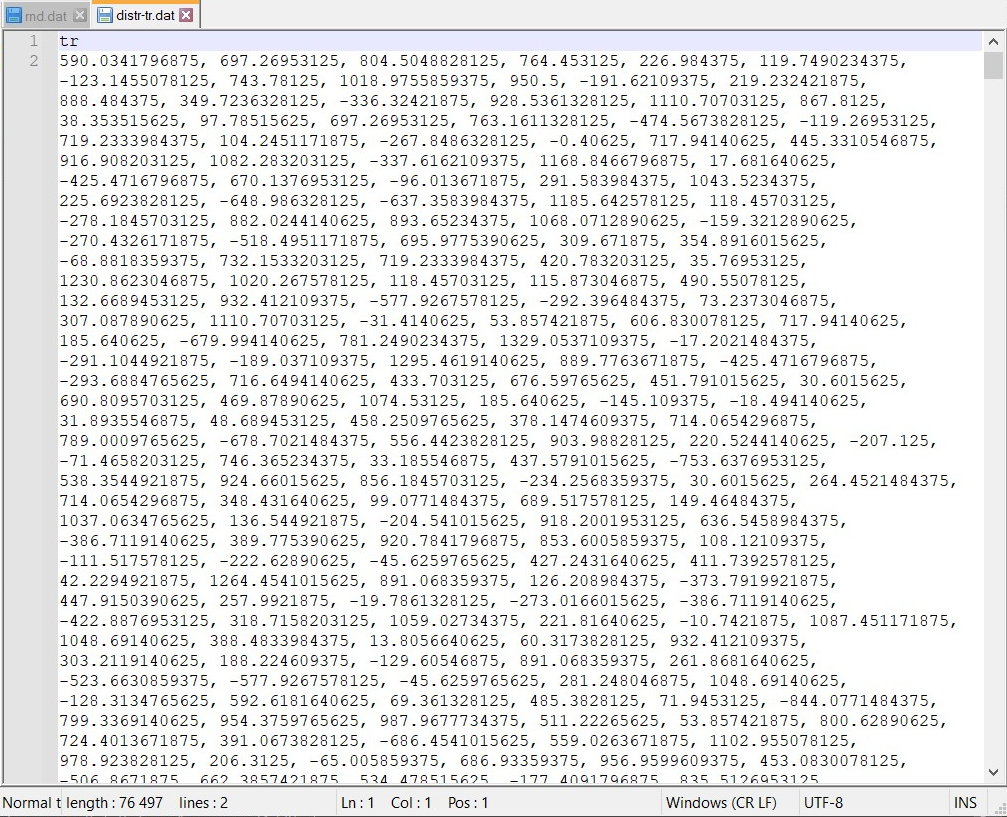 rnd.dat distr-tr.dat
1 tr
2 590.0341796875, 697.26953125, 804.5048828125, 764.453125, 226.984375, 119.7490234375,
-123.1455078125, 743.78125, 1018.9755859375, 950.5, -191.62109375, 219.232421875,
888.484375, 349.7236328125, -336.32421875, 928.5361328125, 1110.70703125, 867.8125,
38.353515625, 97.78515625, 697.26953125, 763.1611328125, -474.5673828125, -119.26953125,
719.2333984375, 104.2451171875, -267.8486328125, -0.40625, 717.94140625, 445.3310546875,
916.908203125, 1082.283203125, -337.6162109375, 1168.8466796875, 17.681640625,
-425.4716796875, 670.1376953125, -96.013671875, 291.583984375, 1043.5234375,
225.6923828125, -648.986328125, -637.3583984375, 1185.642578125, 118.45703125,
-278.1845703125, 882.0244140625, 893.65234375, 1068.0712890625, -159.3212890625,
-270.4326171875, -518.4951171875, 695.9775390625, 309.671875, 354.8916015625,
-68.8818359375, 732.1533203125, 719.2333984375, 420.783203125, 35.76953125,
1230.8623046875, 1020.267578125, 118.45703125, 115.873046875, 490.55078125,
132.6689453125, 932.412109375, -577.9267578125, -292.396484375, 73.2373046875,
307.087890625, 1110.70703125, -31.4140625, 53.857421875, 606.830078125, 717.94140625,
185.640625, -679.994140625, 781.2490234375, 1329.0537109375, -17.2021484375,
-291.1044921875, -189.037109375, 1295.4619140625, 889.7763671875, -425.4716796875,
-293.6884765625, 716.6494140625, 433.703125, 676.59765625, 451.791015625, 30.6015625,
690.8095703125, 469.87890625, 1074.53125, 185.640625, -145.109375, -18.494140625,
31.8935546875, 48.689453125, 458.2509765625, 378.1474609375, 714.0654296875,
789.0009765625, -678.7021484375, 556.4423828125, 903.98828125, 220.5244140625, -207.125,
-71.4658203125, 746.365234375, 33.185546875, 437.5791015625, -753.6376953125,
538.3544921875, 924.66015625, 856.1845703125, -234.2568359375, 30.6015625, 264.4521484375,
714.0654296875, 348.431640625, 99.0771484375, 689.517578125, 149.46484375,
1037.0634765625, 136.544921875, -204.541015625, 918.2001953125, 636.5458984375,
-386.7119140625, 389.775390625, 920.7841796875, 853.6005859375, 108.12109375,
-111.517578125, -222.62890625, -45.6259765625, 427.2431640625, 411.7392578125,
42.2294921875, 1264.4541015625, 891.068359375, 126.208984375, -373.7919921875,
447.9150390625, 257.9921875, -19.7861328125, -273.0166015625, -386.7119140625,
-422.8876953125, 318.7158203125, 1059.02734375, 221.81640625, -10.7421875, 1087.451171875,
1048.69140625, 388.4833984375, 13.8056640625, 60.3173828125, 932.412109375,
303.2119140625, 188.224609375, -129.60546875, 891.068359375, 261.8681640625,
-523.6630859375, -577.9267578125, -45.6259765625, 281.248046875, 1048.69140625,
-128.3134765625, 592.6181640625, 69.361328125, 485.3828125, 71.9453125, -844.0771484375,
799.3369140625, 954.3759765625, 987.9677734375, 511.22265625, 53.857421875, 800.62890625,
724.4013671875, 391.0673828125, -686.4541015625, 559.0263671875, 1102.955078125,
978.923828125, 206.3125, -65.005859375, 686.93359375, 956.9599609375, 453.0830078125,
-506.8671875, 662.3857421875, 534.478515625, -177.4091796875, 835.5126953125,
Normal t length : 76 497 lines : 2 Ln : 1 Col : 1 Pos : 1 Windows (CR LF) UTF-8 INS